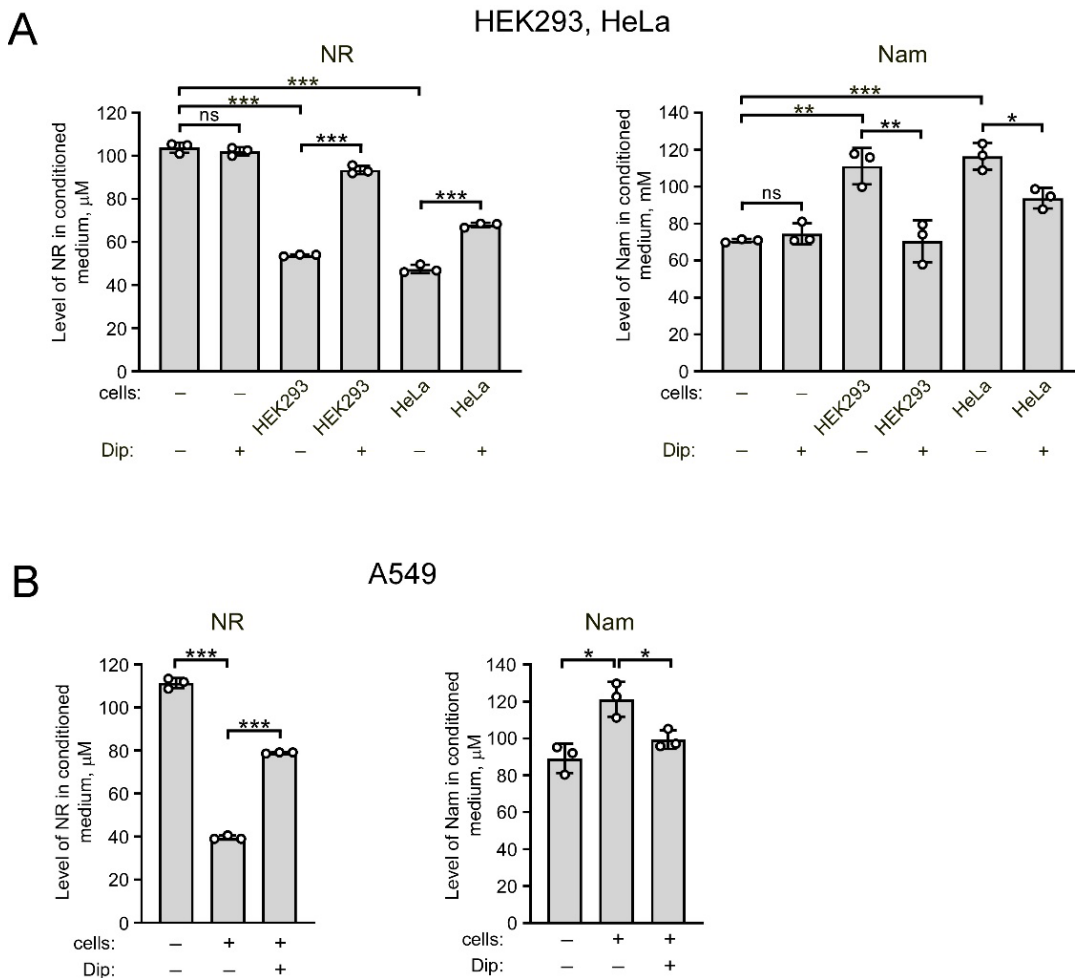 A
HEK293, HeLa
NR
Level of NR in conditioned
medium, µM
120
100
80
60
40
20
0
ns
***
***
***
***
cells:
–
–
HEK293
HEK293
HeLa
HeLa
Dip:
–
+
–
+
–
+
Nam
Level of Nam in conditioned
medium, mM
140
120
100
80
60
40
20
0
ns
**
***
**
*
–
–
HEK293
HEK293
HeLa
HeLa
Dip:
–
+
–
+
–
+
B
A549
NR
Level of NR in conditioned
medium, µM
120
100
80
60
40
20
0
***
***
cells:
–
+
+
Dip:
–
–
+
Nam
Level of Nam in conditioned
medium, µM
140
120
100
80
60
40
20
0
*
*
cells:
–
+
+
Dip:
–
–
+